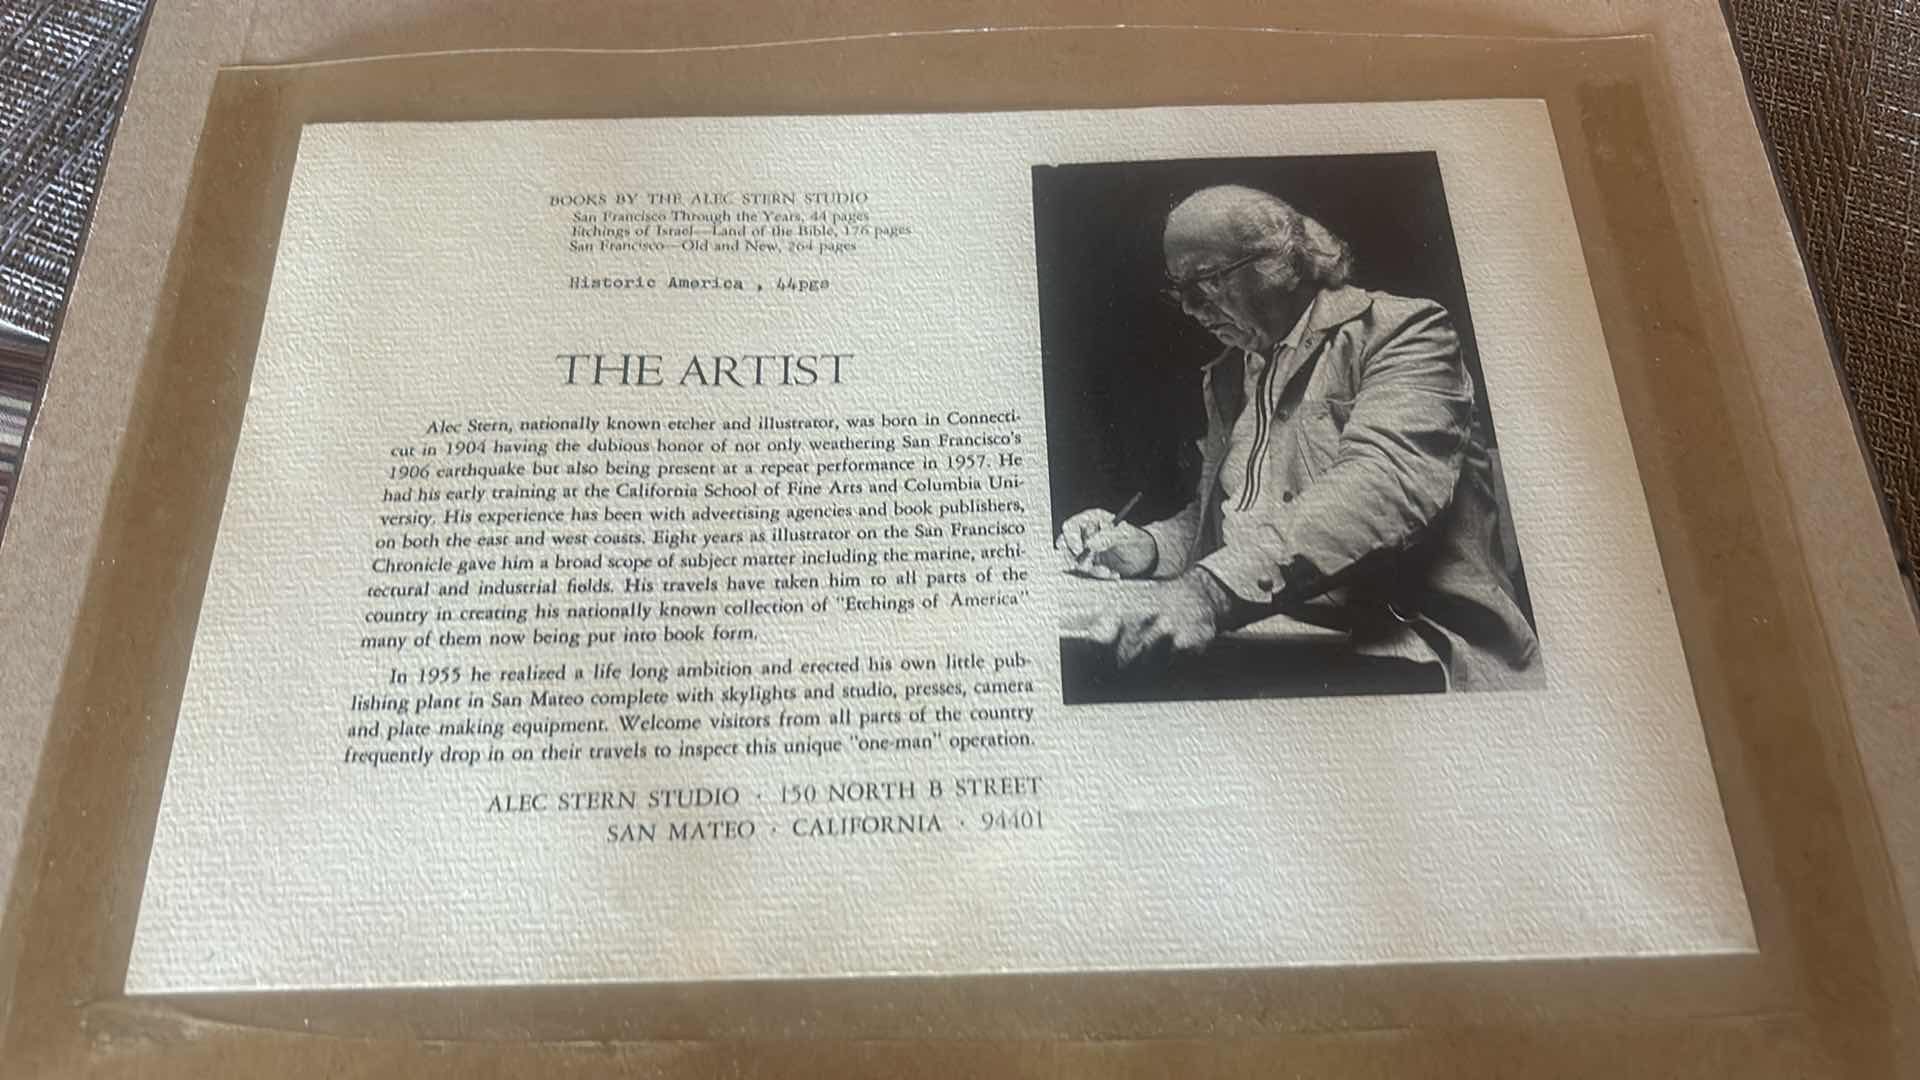 BOOKS BY THE ALEC STERN STUDIO
San Francisco Through the Years, 44 pages
Etchings of Israel—Land of the Bible, 176 pages
San Francisco—Old and New, 264 pages
Historic America , 44pgs
THE ARTIST
Alec Stern, nationally known etcher and illustrator, was born in Connecti-
cut in 1904 having the dubious honor of not only weathering San Francisco's
1906 earthquake but also being present at a repeat performance in 1957. He
had his early training at the California School of Fine Arts and Columbia Uni-
versity. His experience has been with advertising agencies and book publishers,
on both the east and west coasts. Eight years as illustrator on the San Francisco
Chronicle gave him a broad scope of subject matter including the marine, archi-
tectural and industrial fields. His travels have taken him to all parts of the
country in creating his nationally known collection of "Etchings of America"
many of them now being put into book form.
In 1955 he realized a life long ambition and erected his own little pub-
lishing plant in San Mateo complete with skylights and studio, presses, camera
and plate making equipment. Welcome visitors from all parts of the country
frequently drop in on their travels to inspect this unique "one-man" operation.
ALEC STERN STUDIO · 150 NORTH B STREET
SAN MATEO · CALIFORNIA · 94401